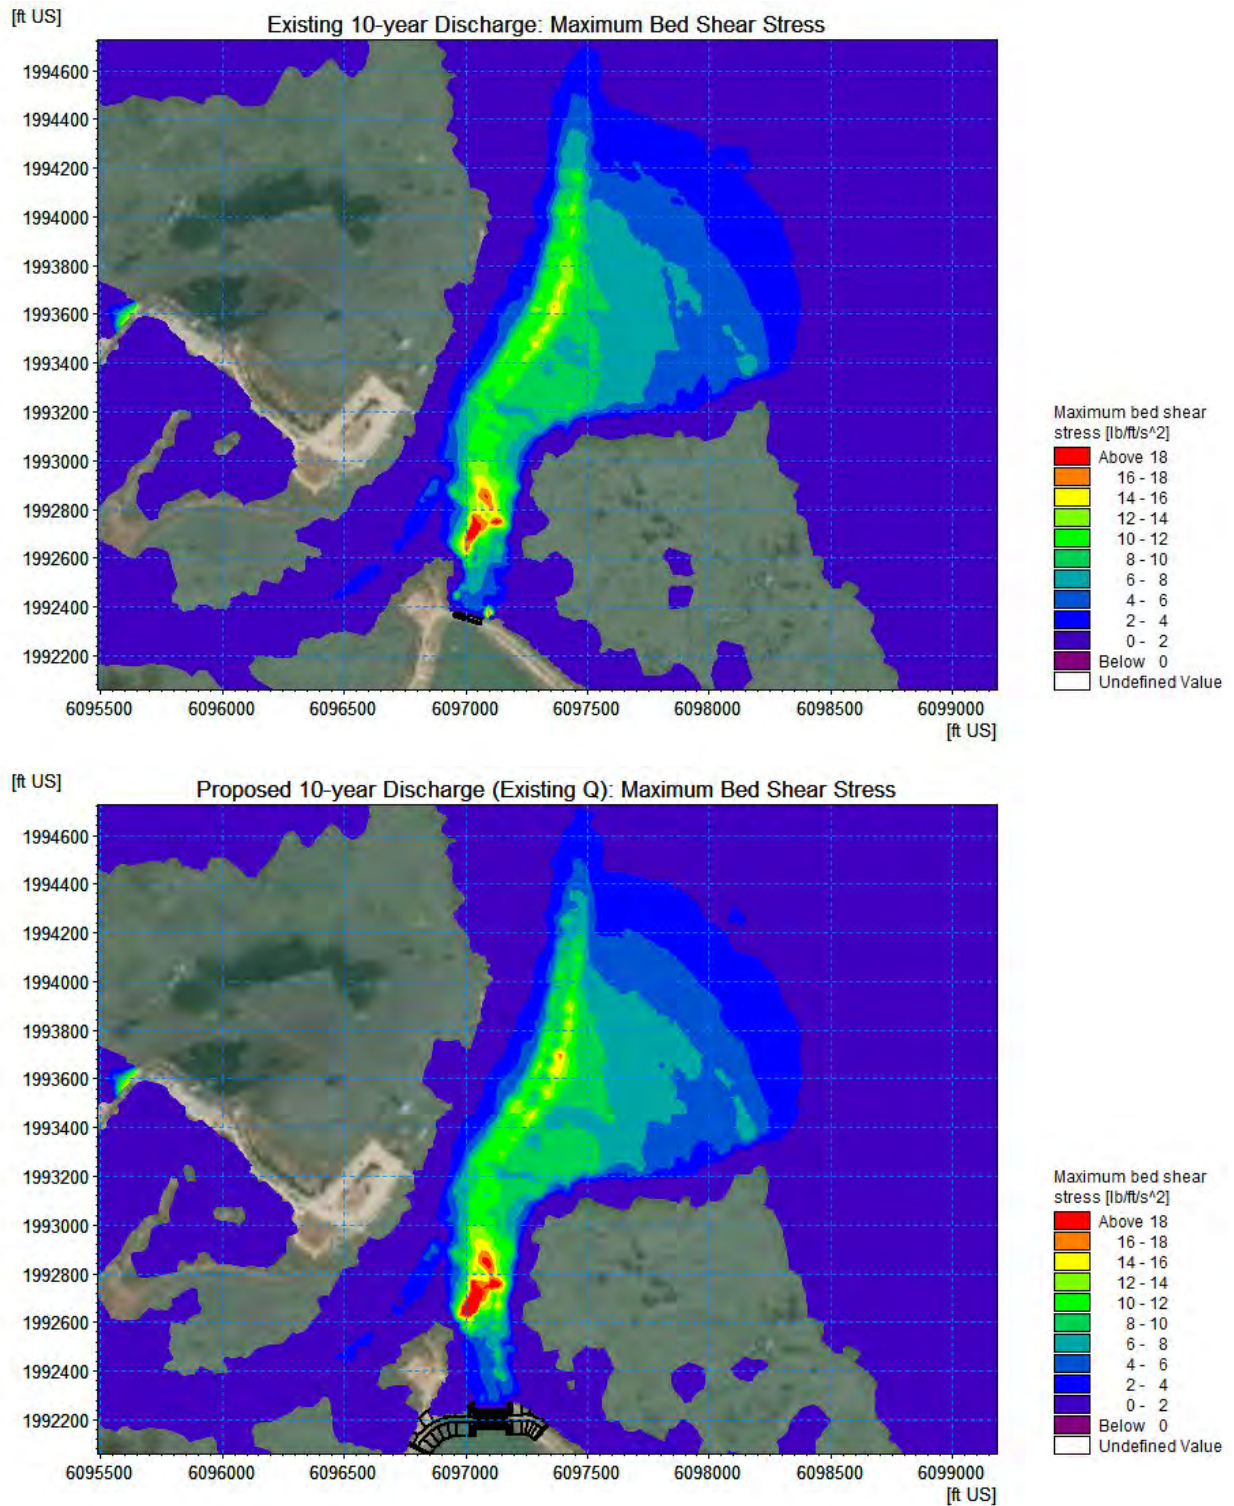 [ft US]
Existing 10-year Discharge: Maximum Bed Shear Stress
1994600
1994400
1994200
1994000
1993800
1993600
1993400
1993200
1993000
1992800
1992600
1992400
1992200
6095500 6096000 6096500 6097000 6097500 6098000 6098500 6099000
[ft US]
Maximum bed shear
stress [lb/ft/s^2]
Above 18
16 - 18
14 - 16
12 - 14
10 - 12
8 - 10
6 - 8
4 - 6
2 - 4
0 - 2
Below 0
Undefined Value
[ft US]
Proposed 10-year Discharge (Existing Q): Maximum Bed Shear Stress
1994600
1994400
1994200
1994000
1993800
1993600
1993400
1993200
1993000
1992800
1992600
1992400
1992200
6095500 6096000 6096500 6097000 6097500 6098000 6098500 6099000
[ft US]
Maximum bed shear
stress [lb/ft/s^2]
Above 18
16 - 18
14 - 16
12 - 14
10 - 12
8 - 10
6 - 8
4 - 6
2 - 4
0 - 2
Below 0
Undefined Value